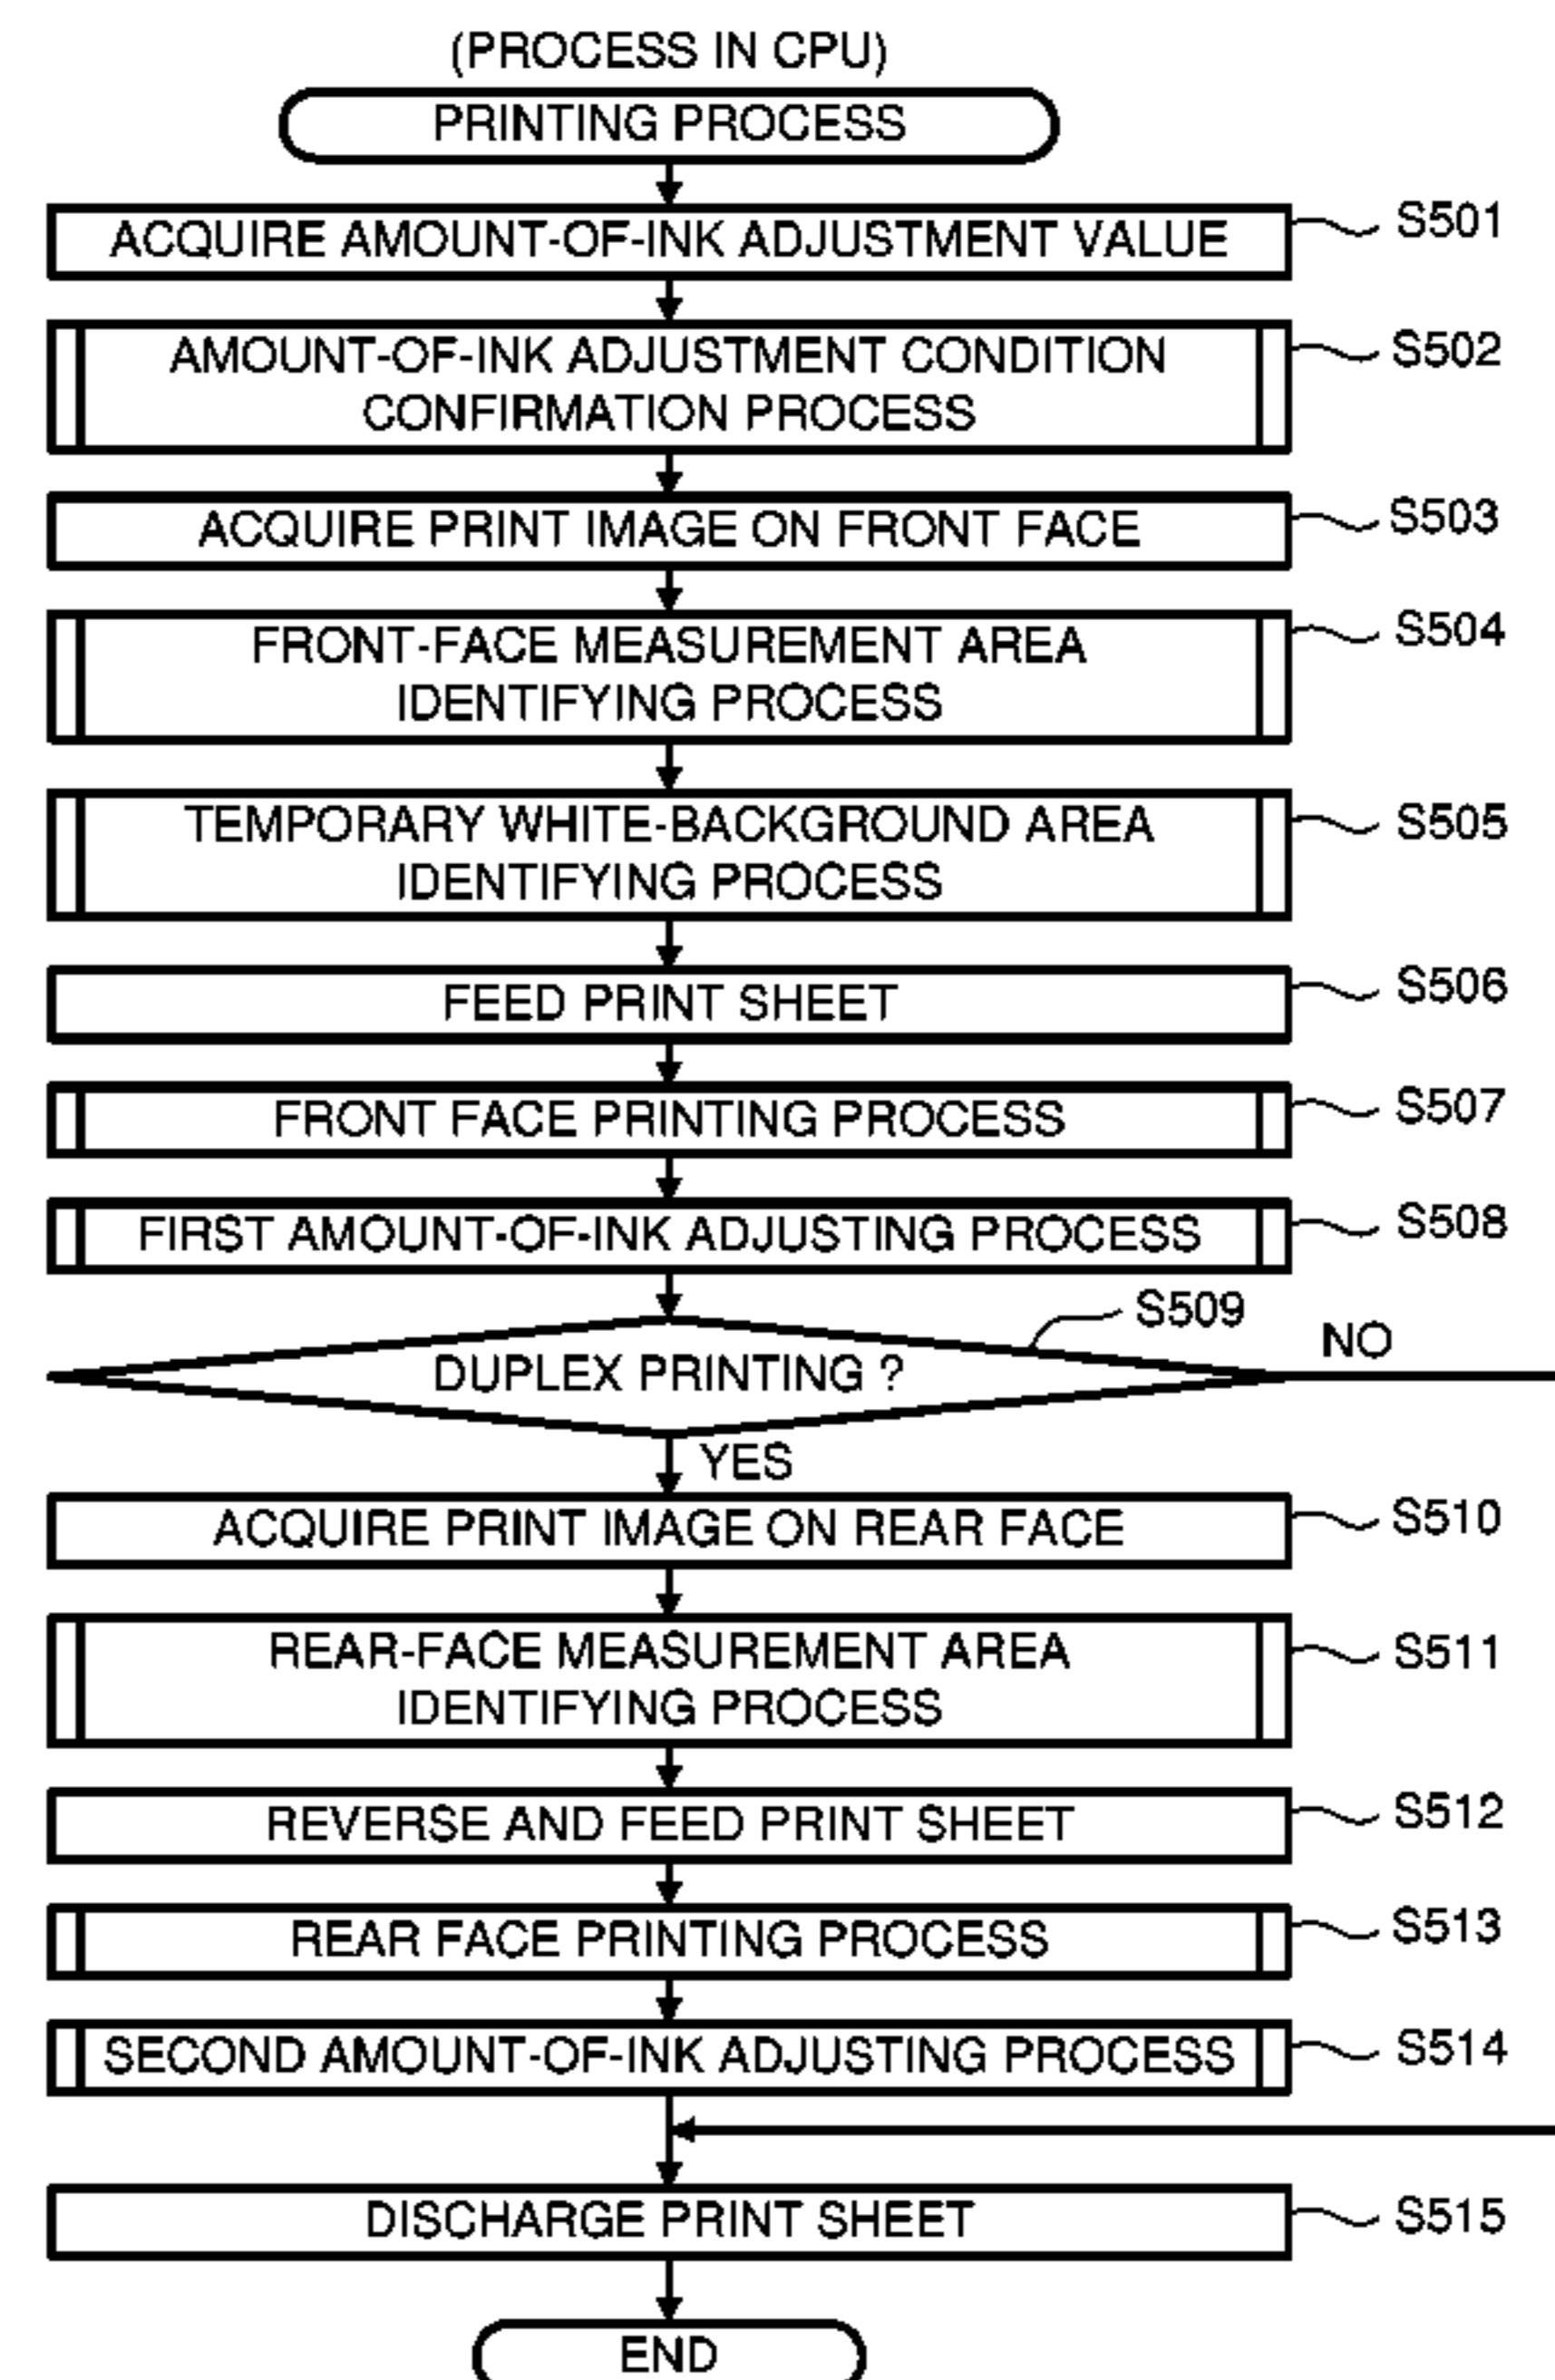 (PROCESS IN CPU)
PRINTING PROCESS
ACQUIRE AMOUNT-OF-INK ADJUSTMENT VALUE
S501
AMOUNT-OF-INK ADJUSTMENT CONDITION
CONFIRMATION PROCESS
S502
ACQUIRE PRINT IMAGE ON FRONT FACE
S503
FRONT-FACE MEASUREMENT AREA
IDENTIFYING PROCESS
S504
TEMPORARY WHITE-BACKGROUND AREA
IDENTIFYING PROCESS
S505
FEED PRINT SHEET
S506
FRONT FACE PRINTING PROCESS
S507
FIRST AMOUNT-OF-INK ADJUSTING PROCESS
S508
S509
DUPLEX PRINTING ?
NO
YES
ACQUIRE PRINT IMAGE ON REAR FACE
S510
REAR-FACE MEASUREMENT AREA
IDENTIFYING PROCESS
S511
REVERSE AND FEED PRINT SHEET
S512
REAR FACE PRINTING PROCESS
S513
SECOND AMOUNT-OF-INK ADJUSTING PROCESS
S514
DISCHARGE PRINT SHEET
S515
END